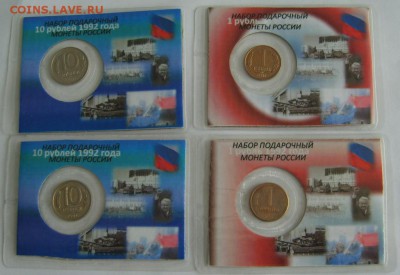 COINS.LAVE.RU
НАБОР ПОДАРОЧНЫЙ
10 рублей 1992 года
МОНЕТЫ РОССИИ
10
НАБОР ПОДАРОЧНЫЙ
1 рубль
МОНЕТЫ РОССИИ
1
НАБОР ПОДАРОЧНЫЙ
10 рублей 1992 года
МОНЕТЫ РОССИИ
10
НАБОР ПОДАРОЧНЫЙ
МОНЕТЫ РОССИИ
1